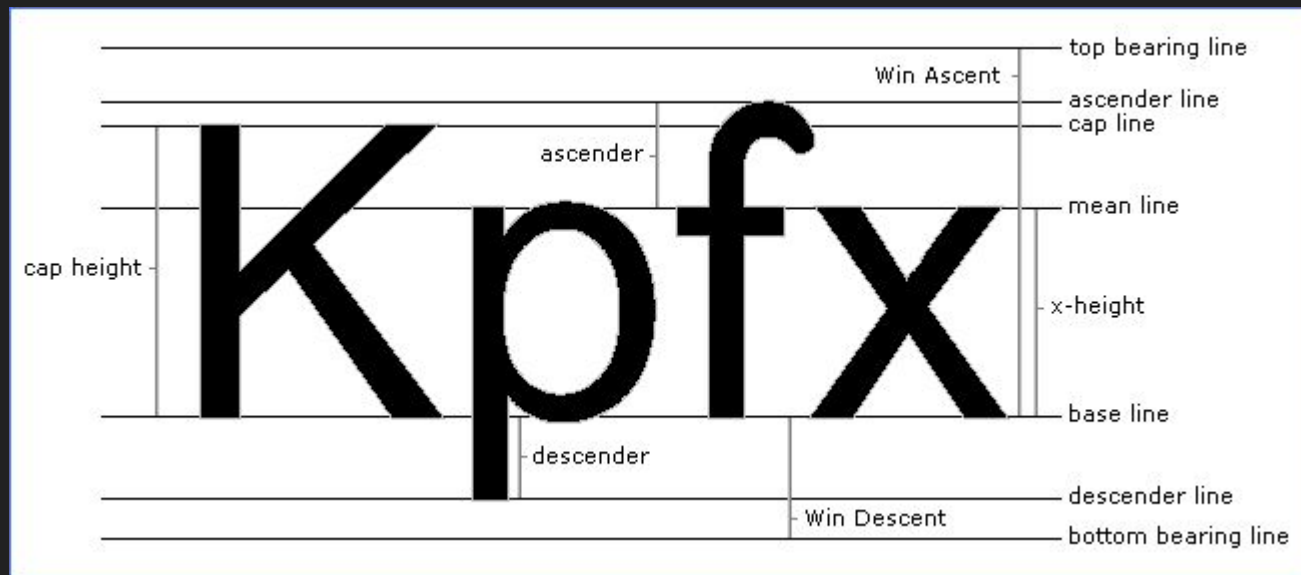 top bearing line
Win Ascent
ascender line
cap line
ascender
mean line
Kpfx
cap height
x-height
base line
descender
descender line
Win Descent
bottom bearing line